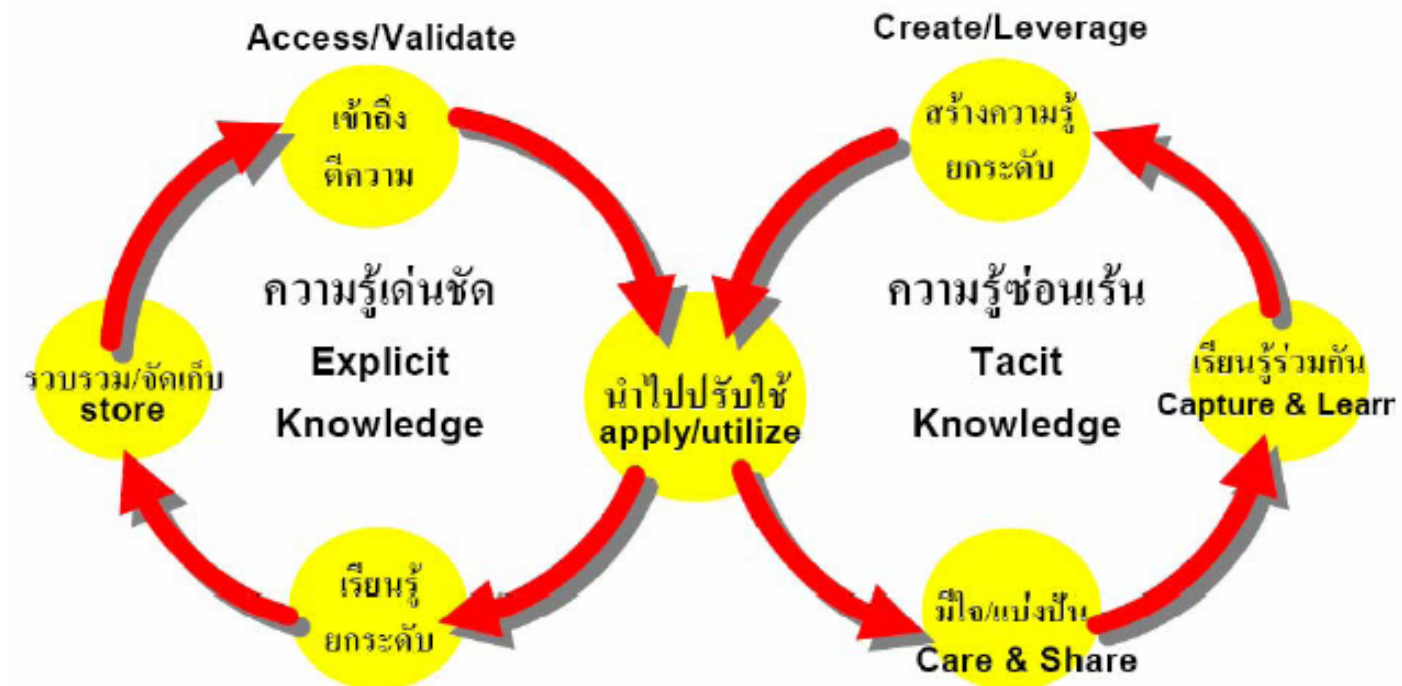 Access/Validate
เข้าถึง
ตีความ
ความรู้เด่นชัด
Explicit
Knowledge
รวบรวม/จัดเก็บ
store
เรียนรู้
ยกระดับ
นำไปปรับใช้
apply/utilize
Create/Leverage
สร้างความรู้
ยกระดับ
ความรู้ซ่อนเร้น
Tacit
Knowledge
เรียนรู้ร่วมกัน
Capture & Learn
มีใจ/แบ่งปัน
Care & Share